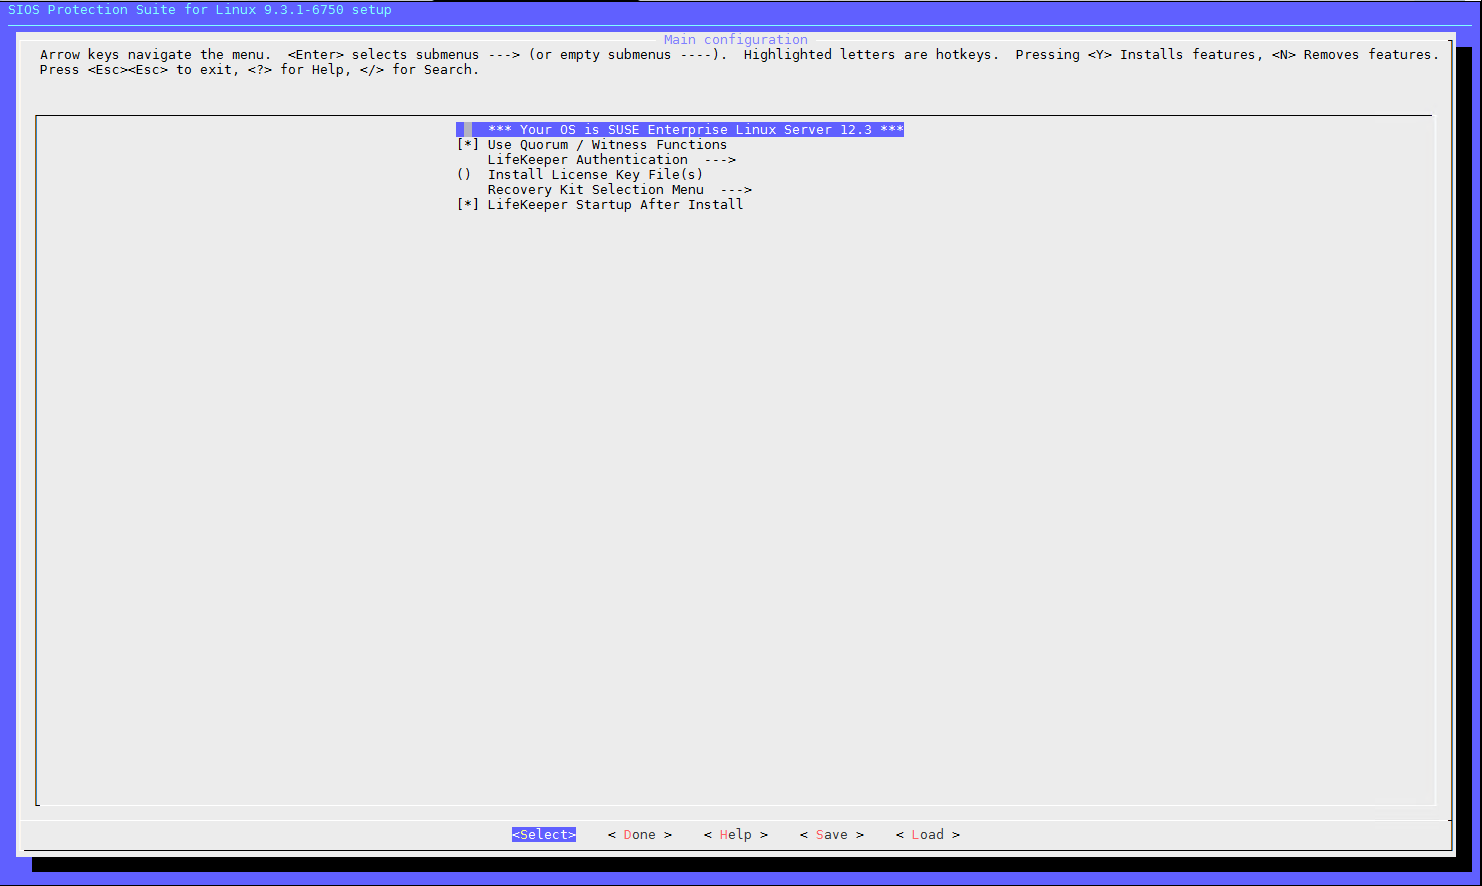 SIOS Protection Suite for Linux 9.3.1-6750 setup
Main configuration
Arrow keys navigate the menu.  <Enter> selects submenus ---> (or empty submenus ----).  Highlighted letters are hotkeys.  Pressing <Y> Installs features, <N> Removes features.
Press <Esc><Esc> to exit, <?> for Help, </> for Search.
*** Your OS is SUSE Enterprise Linux Server 12.3 ***
[*] Use Quorum / Witness Functions
LifeKeeper Authentication  --->
()  Install License Key File(s)
Recovery Kit Selection Menu  --->
[*] LifeKeeper Startup After Install
<Select>    < Done >    < Help >    < Save >    < Load >